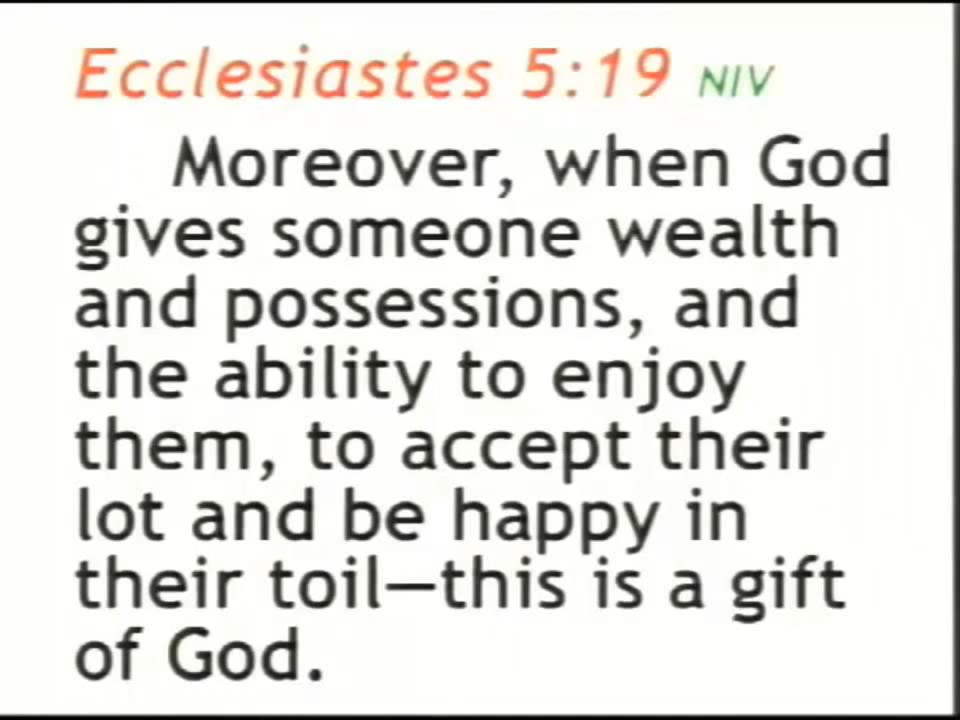 Ecclesiastes 5:19 NIV
Moreover, when God
gives someone wealth
and possessions, and
the ability to enjoy
them, to accept their
lot and be happy in
their toil—this is a gift
of God.